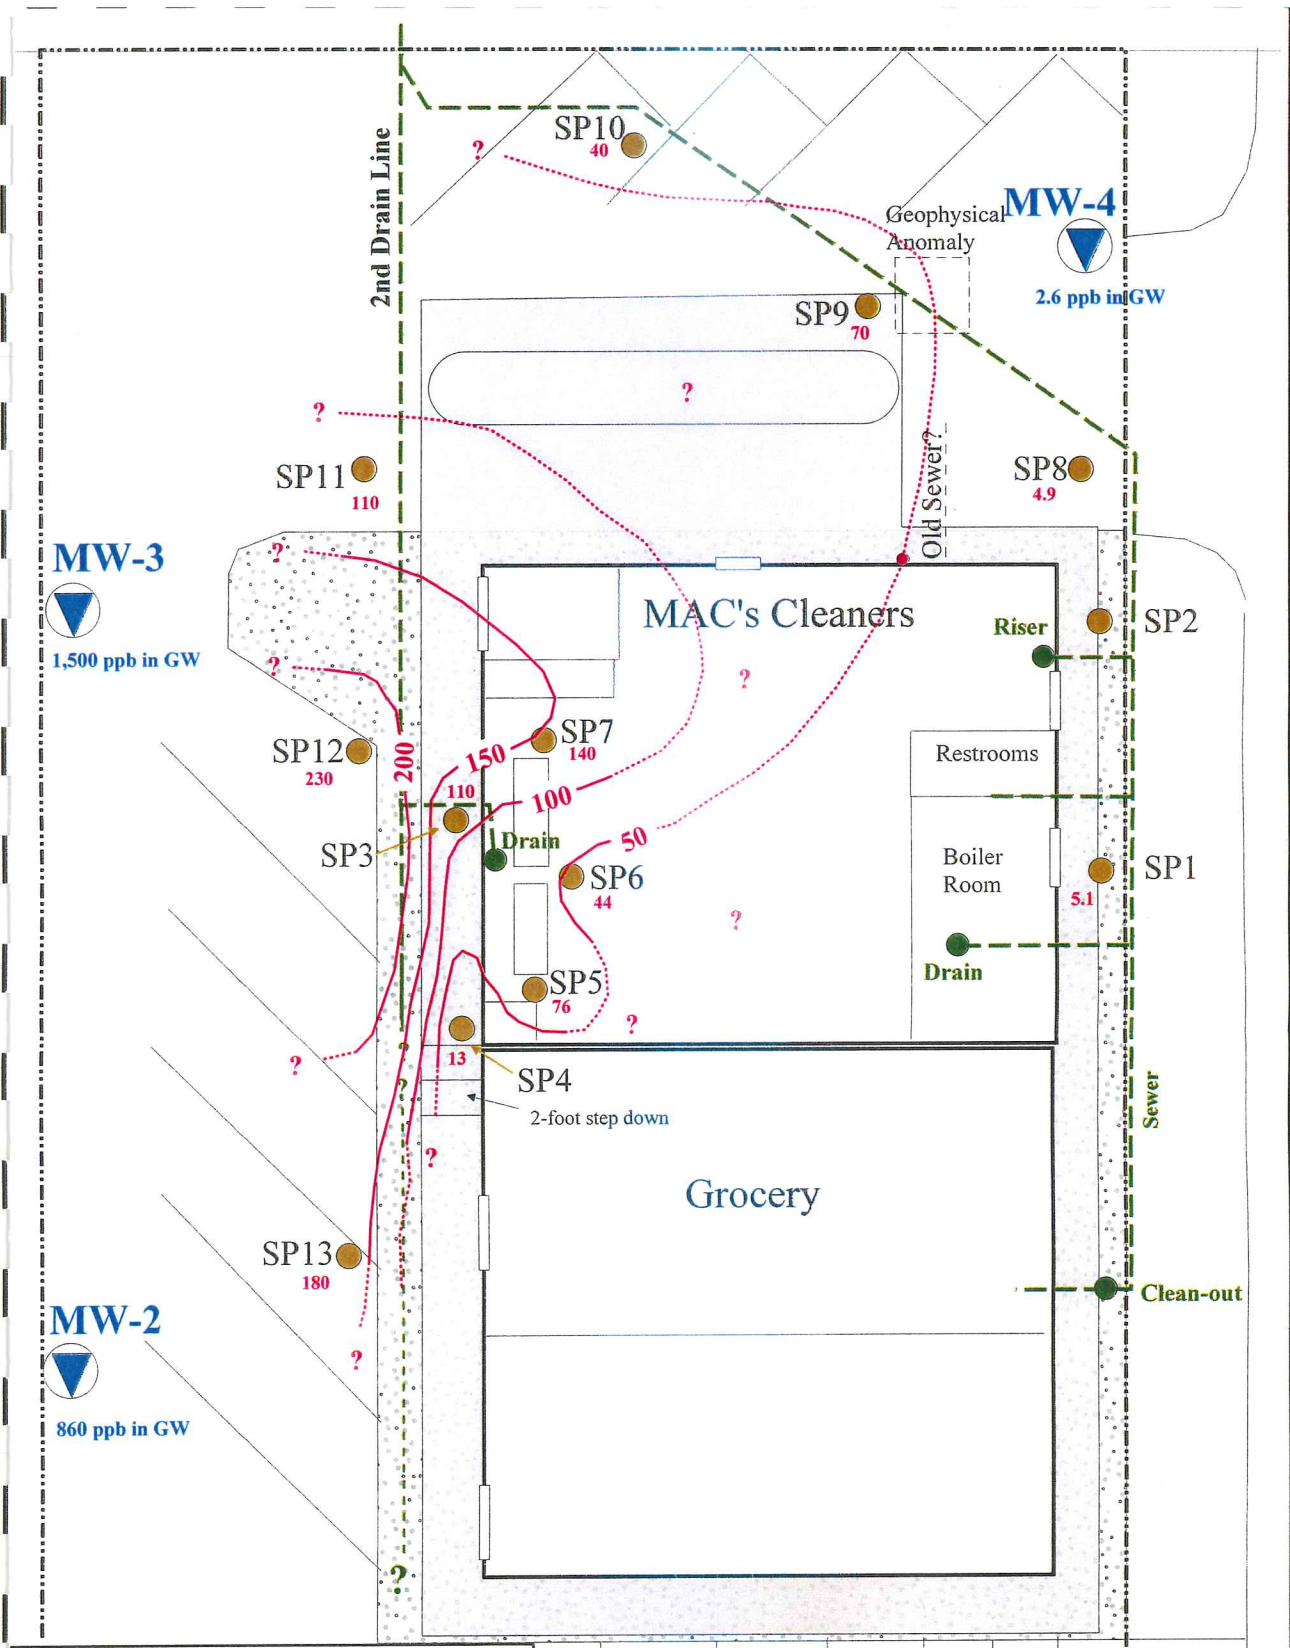 SP10
40
?
2nd Drain Line
MW-4
Geophysical
Anomaly
2.6 ppb in GW
SP9
70
?
?
SP11
110
Old Sewer?
SP8
4.9
MW-3
?
1,500 ppb in GW
MAC's Cleaners
Riser
SP2
?
?
SP7
140
SP12
230
200
150
Restrooms
110
100
SP3
Drain
50
SP6
44
Boiler
Room
SP1
5.1
?
Drain
SP5
76
?
?
?
13
SP4
?
2-foot step down
Sewer
?
Grocery
SP13
180
Clean-out
MW-2
?
860 ppb in GW
?